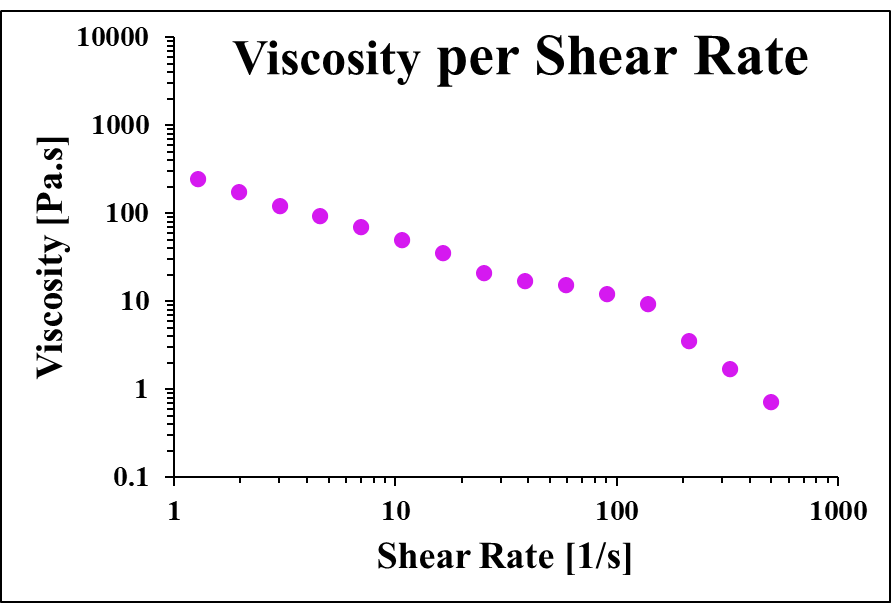 Viscosity per Shear Rate
10000
1000
100
10
1
0.1
Viscosity [Pa.s]
1 10 100 1000
Shear Rate [1/s]